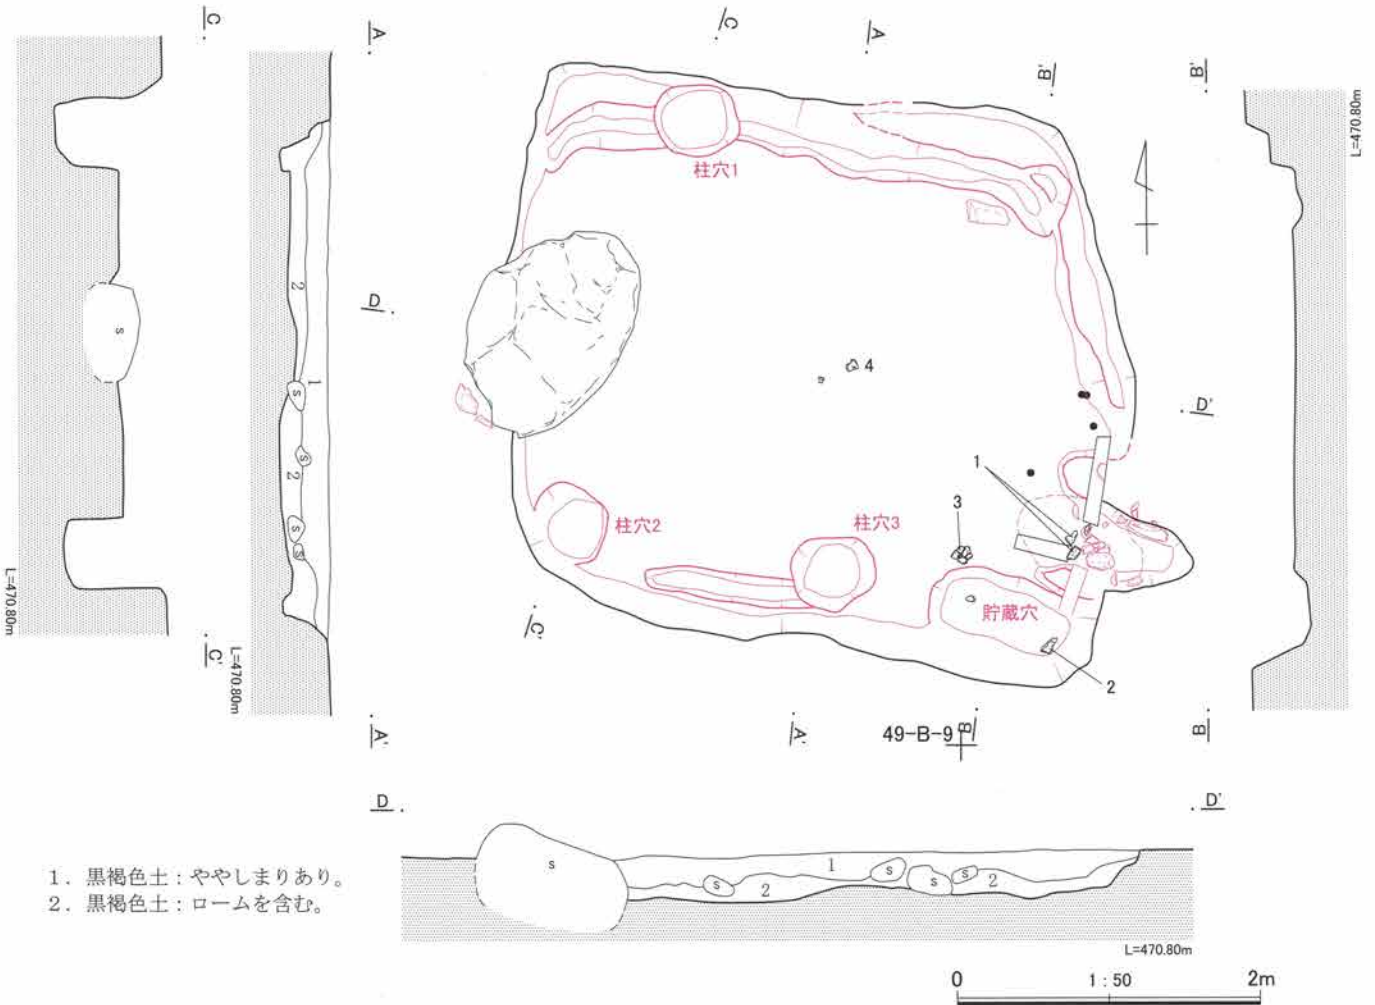 C
A
C
A
B'
B'
L=470.80m
柱穴1
2
D
s
4
1
s
s
D'
2
1
柱穴2
柱穴3
3
s
s
貯蔵穴
L=470.80m
C'
C'
L=470.80m
2
A'
A'
49-B-9
B
B
D
D'
s
1
s
s
s
2
s
2
1. 黒褐色土：ややしまりあり。
2. 黒褐色土：ロームを含む。
L=470.80m
0
1:50
2m